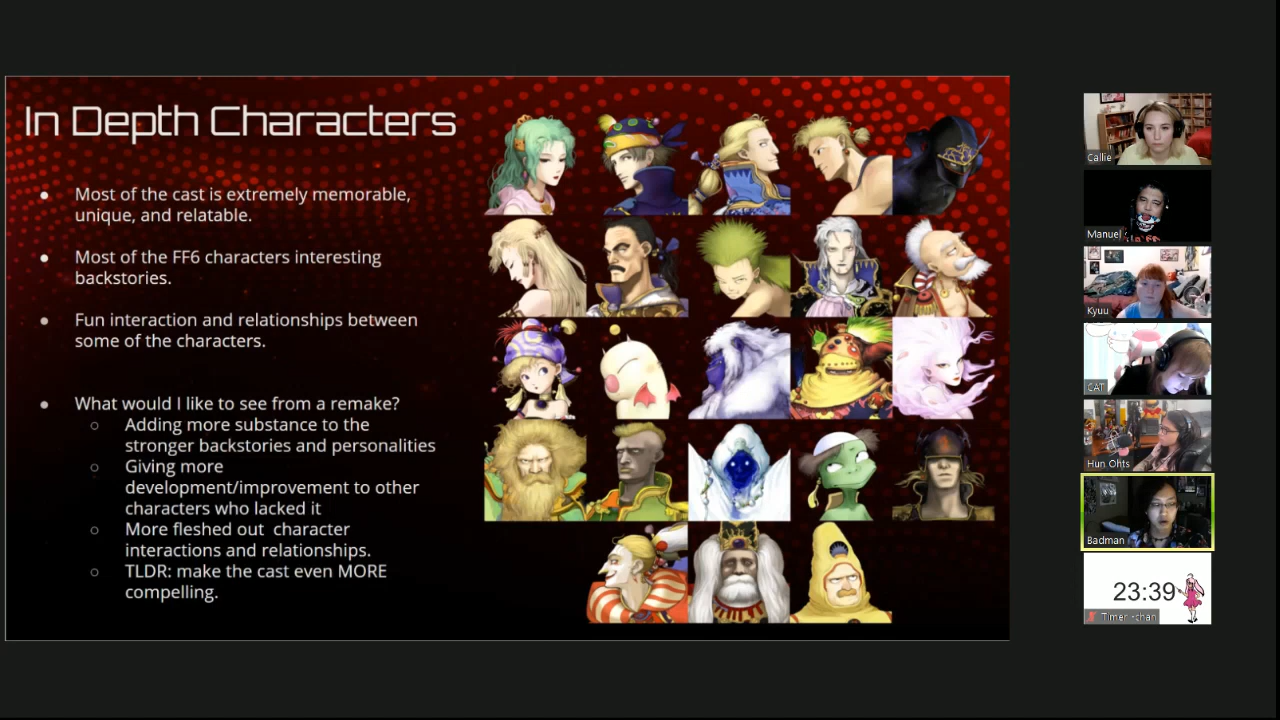 In Depth Characters
Most of the cast is extremely memorable,
unique, and relatable.
Most of the FF6 characters interesting
backstories.
Fun interaction and relationships between
some of the characters.
What would I like to see from a remake?
Adding more substance to the
stronger backstories and personalities
Giving more
development/improvement to other
characters who lacked it
More fleshed out character
interactions and relationships.
TLDR: make the cast even MORE
compelling.
Callie
Manuel
Kyuu
CAT
Hun Ohts
Badman
23:39
Timer -chan